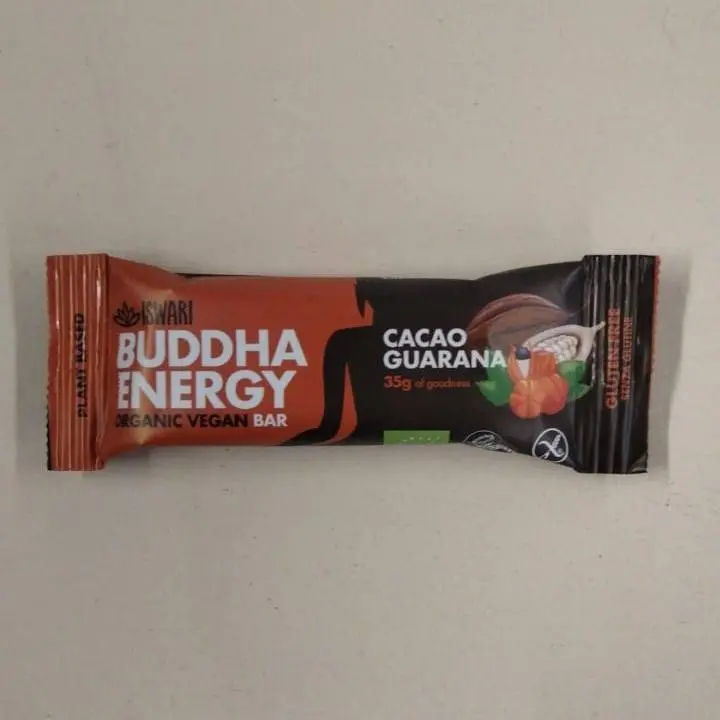 PLANT BASED
ISWARI
BUDDHA
ENERGY
ORGANIC VEGAN BAR
CACAO
GUARANA
35g of goodness
GLUTEN FREE
SENZA GLUTINE